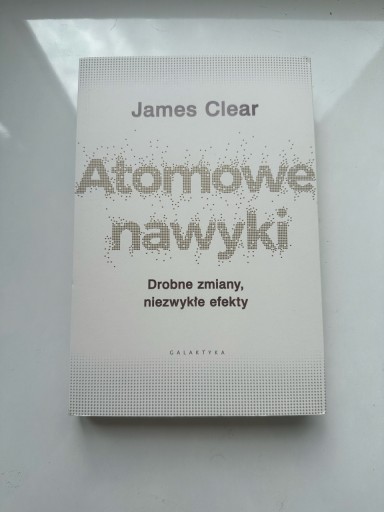 James Clear
Atomowe
nawyki
Drobne zmiany,
niezwykłe efekty
GALAKTYKA